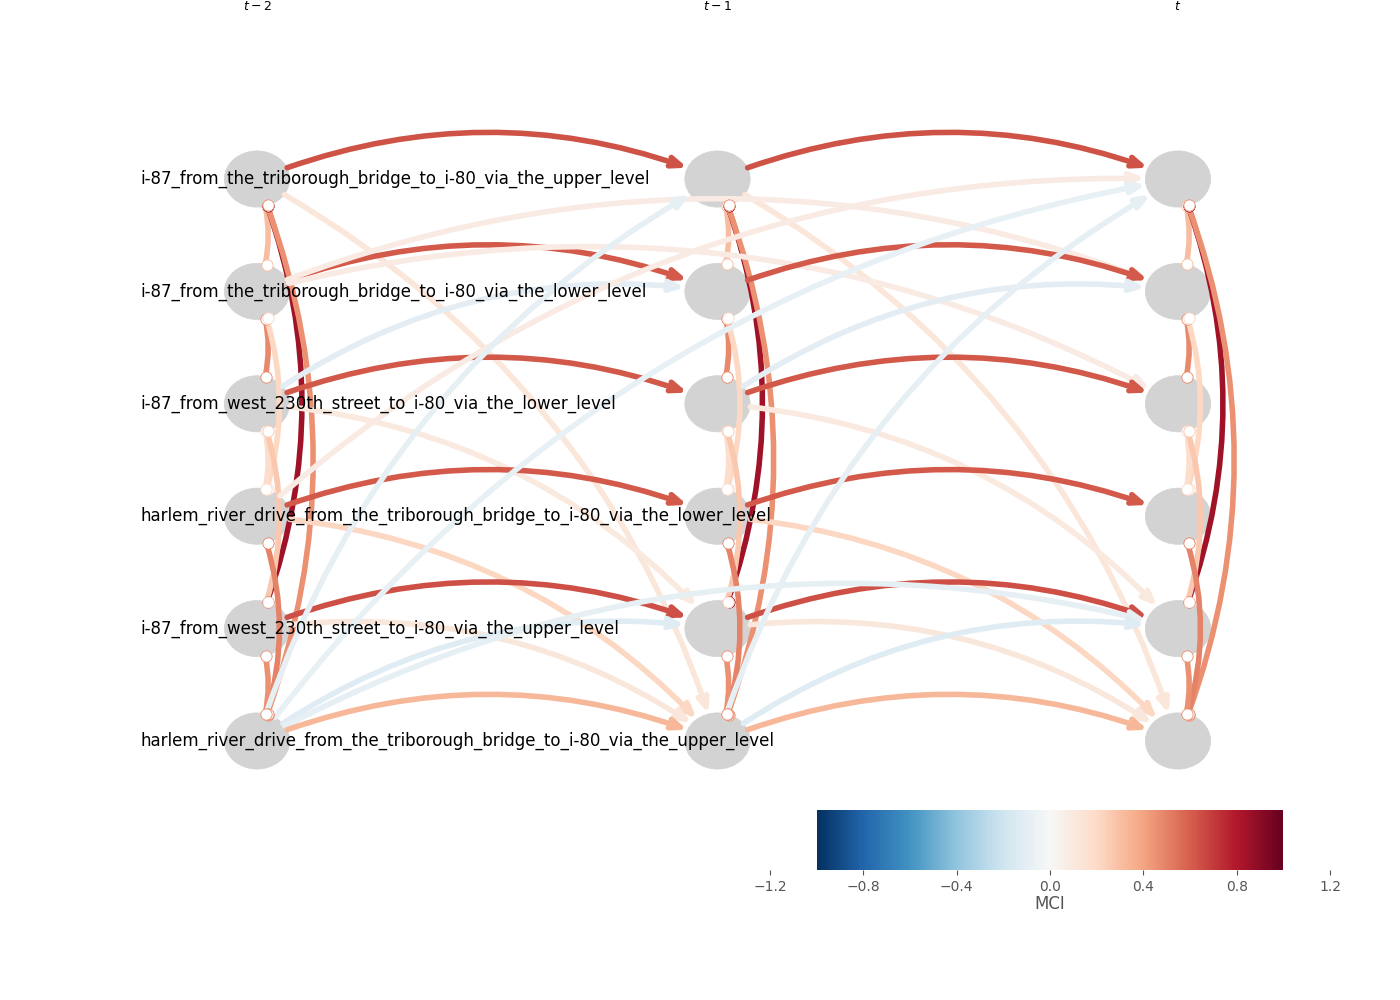 t − 2 t − 1 t
i-87_from_the_triborough_bridge_to_i-80_via_the_upper_level
i-87_from_the_triborough_bridge_to_i-80_via_the_lower_level
i-87_from_west_230th_street_to_i-80_via_the_lower_level
harlem_river_drive_from_the_triborough_bridge_to_i-80_via_the_lower_level
i-87_from_west_230th_street_to_i-80_via_the_upper_level
harlem_river_drive_from_the_triborough_bridge_to_i-80_via_the_upper_level
−1.2 −0.8 −0.4 0.0 0.4 0.8 1.2
MCI